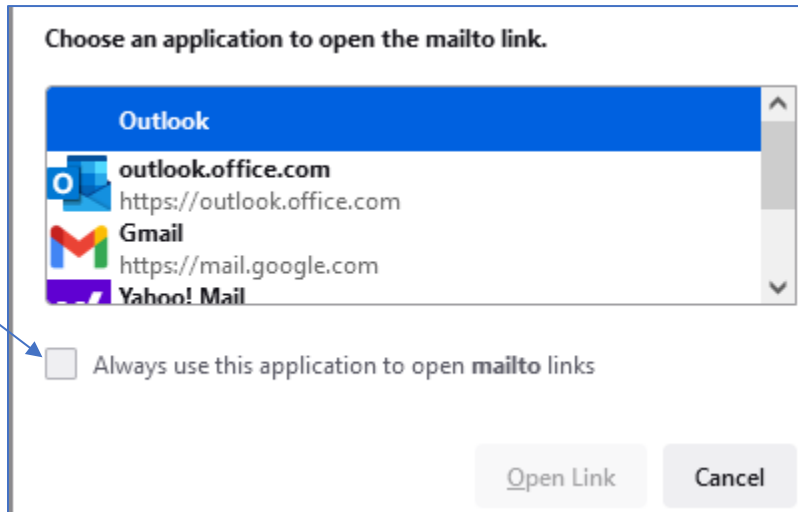 Choose an application to open the mailto link.
Outlook
outlook.office.com
https://outlook.office.com
Gmail
https://mail.google.com
Yahoo! Mail
Always use this application to open mailto links
Open Link
Cancel